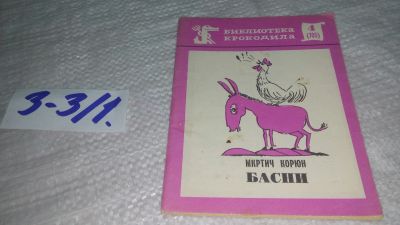 3-3/1.
БИБЛИОТЕКА
КРОКОДИЛА
4
МКРТИЧ КОРЮН
БАСНИ